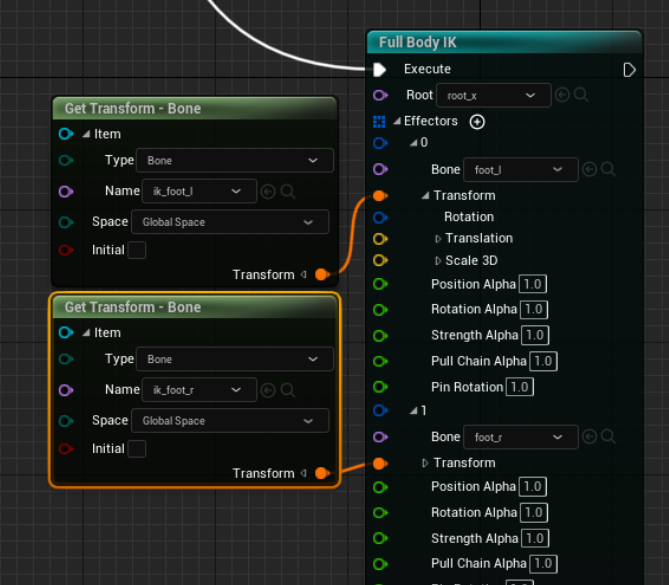 Full Body IK
Execute
Root root_x
Effectors
0
Bone foot_l
Transform
Rotation
Translation
Scale 3D
Position Alpha 1.0
Rotation Alpha 1.0
Strength Alpha 1.0
Pull Chain Alpha 1.0
Pin Rotation 1.0
1
Bone foot_r
Transform
Position Alpha 1.0
Rotation Alpha 1.0
Strength Alpha 1.0
Pull Chain Alpha 1.0
Get Transform - Bone
Item
Type Bone
Name ik_foot_l
Space Global Space
Initial
Transform
Get Transform - Bone
Item
Type Bone
Name ik_foot_r
Space Global Space
Initial
Transform